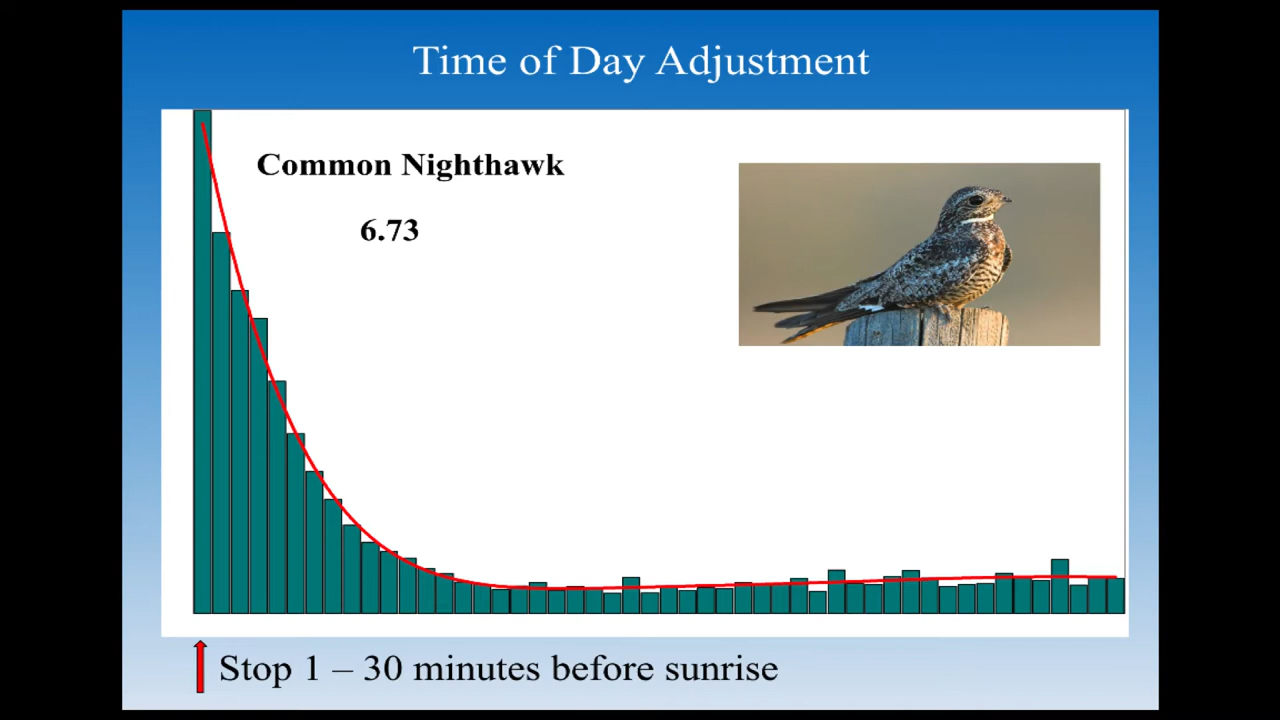 Time of Day Adjustment
Common Nighthawk
6.73
Stop 1 – 30 minutes before sunrise